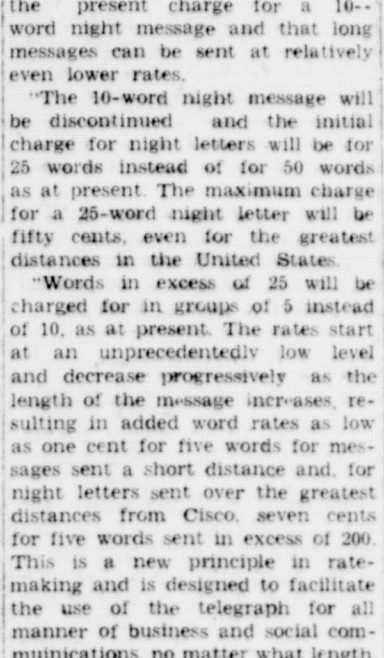 the present charge for a 10--
word night message and that long
messages can be sent at relatively
even lower rates.
"The 10-word night message will
be discontinued and the initial
charge for night letters will be for
25 words instead of for 50 words
as at present. The maximum charge
for a 25-word night letter will be
fifty cents, even for the greatest
distances in the United States.
"Words in excess of 25 will be
charged for in groups of 5 instead
of 10, as at present. The rates start
at an unprecedentedly low level
and decrease progressively as the
length of the message increases, re-
sulting in added word rates as low
as one cent for five words for mes-
sages sent a short distance and, for
night letters sent over the greatest
distances from Cisco, seven cents
for five words sent in excess of 200.
This is a new principle in rate-
making and is designed to facilitate
the use of the telegraph for all
manner of business and social com-
munications, no matter what length